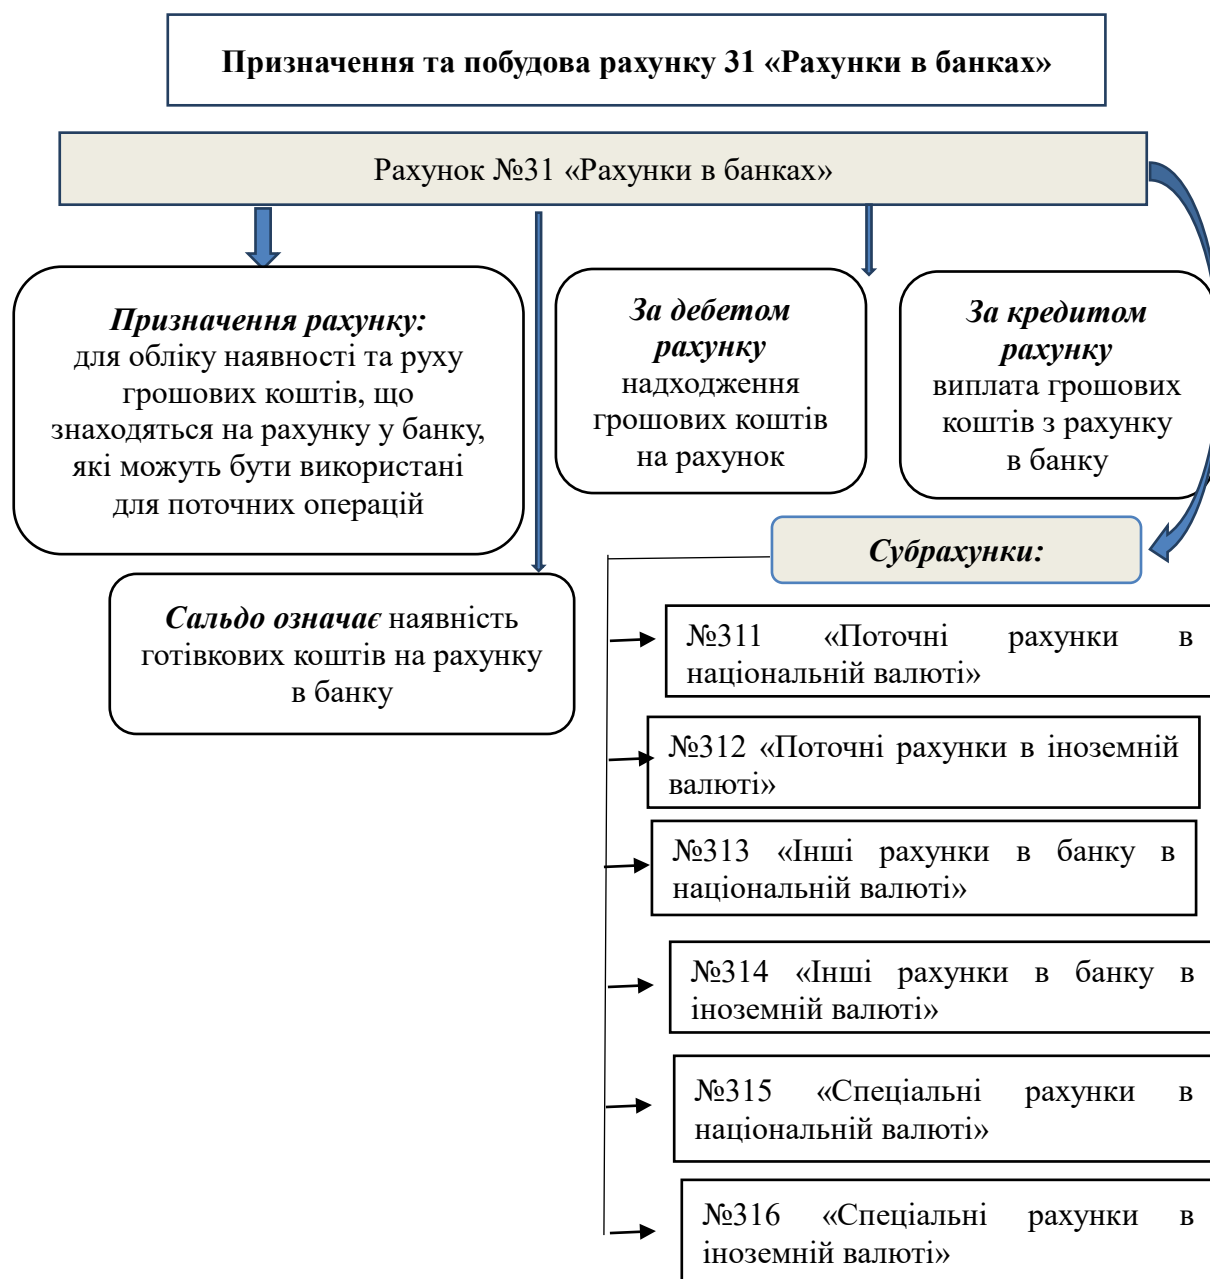 Призначення та побудова рахунку 31 «Рахунки в банках»
Рахунок №31 «Рахунки в банках»
Призначення рахунку:
для обліку наявності та руху
грошових коштів, що
знаходяться на рахунку у банку,
які можуть бути використані
для поточних операцій
За дебетом
рахунку
надходження
грошових коштів
на рахунок
За кредитом
рахунку
виплата грошових
коштів з рахунку
в банку
Сальдо означає наявність
готівкових коштів на рахунку
в банку
Субрахунки:
№311 «Поточні рахунки в
національній валюті»
№312 «Поточні рахунки в іноземній
валюті»
№313 «Інші рахунки в банку в
національній валюті»
№314 «Інші рахунки в банку в
іноземній валюті»
№315 «Спеціальні рахунки в
національній валюті»
№316 «Спеціальні рахунки в
іноземній валюті»